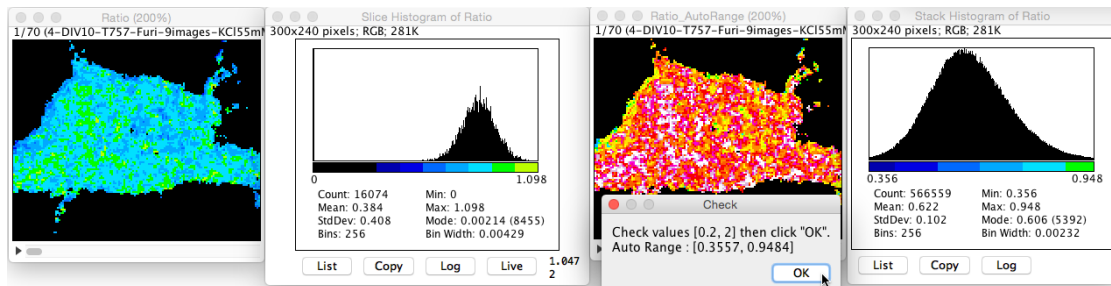 Ratio (200%)
1/70 (4-DIV10-T757-Furi-9images-KCl55mM
Slice Histogram of Ratio
300x240 pixels; RGB; 281K
0 1.098
Count: 16074 Min: 0
Mean: 0.384 Max: 1.098
StdDev: 0.408 Mode: 0.00214 (8455)
Bins: 256 Bin Width: 0.00429
List Copy Log Live 1.047
2
Ratio_AutoRange (200%)
1/70 (4-DIV10-T757-Furi-9images-KCl55m
Check
Check values [0.2, 2] then click "OK".
Auto Range : [0.3557, 0.9484]
OK
Stack Histogram of Ratio
300x240 pixels; RGB; 281K
0.356 0.948
Count: 566559 Min: 0.356
Mean: 0.622 Max: 0.948
StdDev: 0.102 Mode: 0.606 (5392)
Bins: 256 Bin Width: 0.00232
List Copy Log